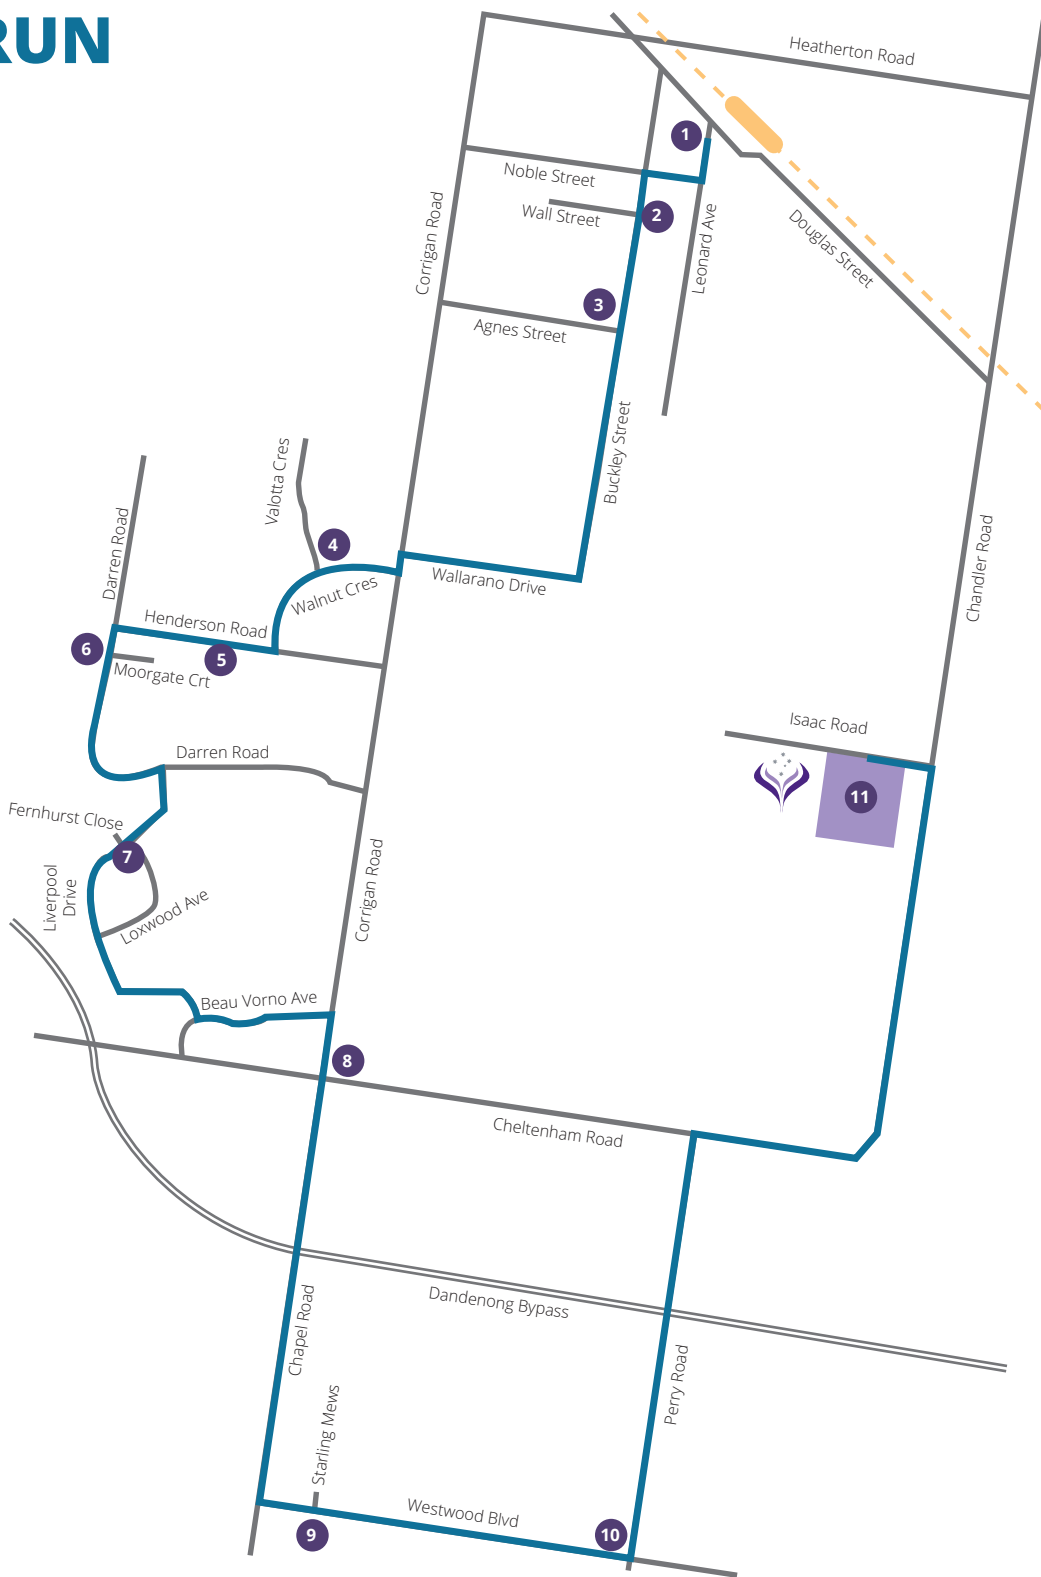 RUN
Heatherton Road
1
Noble Street
Wall Street
2
Leonard Ave
Douglas Street
Corrigan Road
3
Agnes Street
Buckley Street
Valotta Cres
Darren Road
4
Walnut Cres
Wallarano Drive
Chandler Road
Henderson Road
6
5
Moorgate Crt
Isaac Road
Darren Road
11
Fernhurst Close
7
Liverpool
Drive
Loxwood Ave
Corrigan Road
Beau Vorno Ave
8
Cheltenham Road
Dandenong Bypass
Chapel Road
Perry Road
Starling Mews
Westwood Blvd
9
10